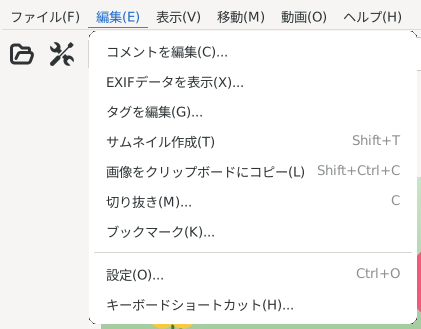 ファイル(F) 編集(E) 表示(V) 移動(M) 動画(O) ヘルプ(H)
コメントを編集(C)...
EXIFデータを表示(X)...
タグを編集(G)...
サムネイル作成(T) Shift+T
画像をクリップボードにコピー(L) Shift+Ctrl+C
切り抜き(M)... C
ブックマーク(K)...
設定(O)... Ctrl+O
キーボードショートカット(H)...